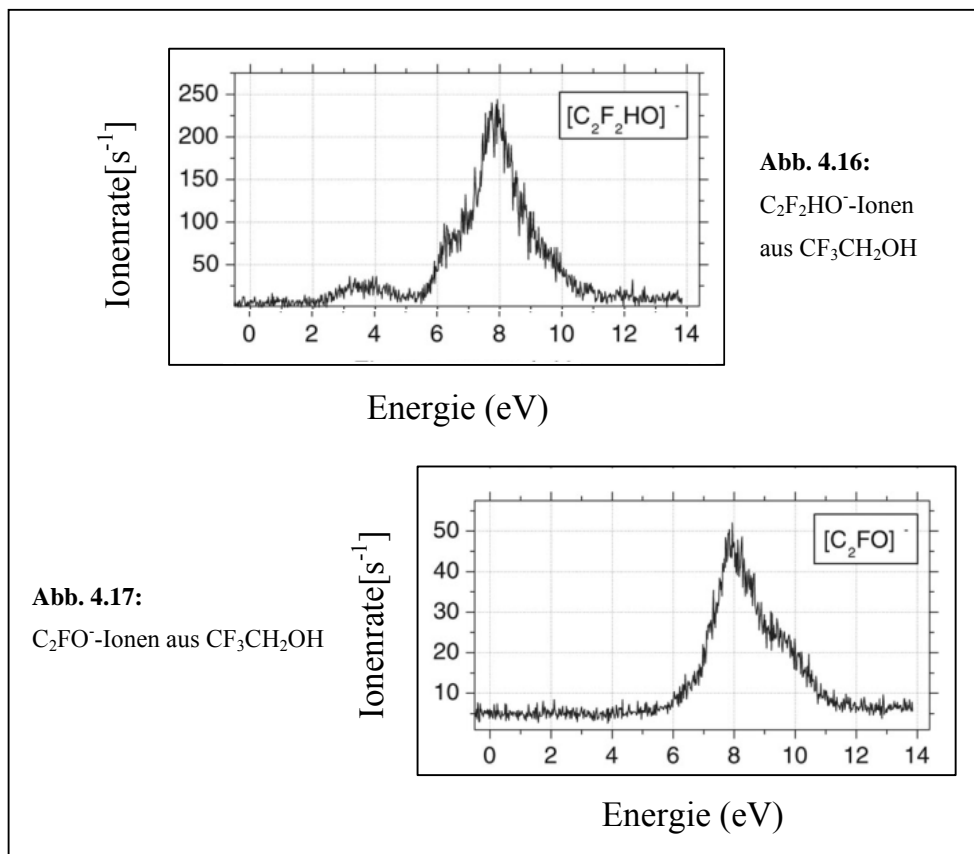 250
200
150
100
50
0 2 4 6 8 10 12 14
Ionenrate[s⁻¹]
[C₂F₂HO]⁻
Energie (eV)
Abb. 4.16:
C₂F₂HO⁻-Ionen
aus CF₃CH₂OH
Abb. 4.17:
C₂FO⁻-Ionen aus CF₃CH₂OH
50
40
30
20
10
0 2 4 6 8 10 12 14
Ionenrate[s⁻¹]
[C₂FO]⁻
Energie (eV)